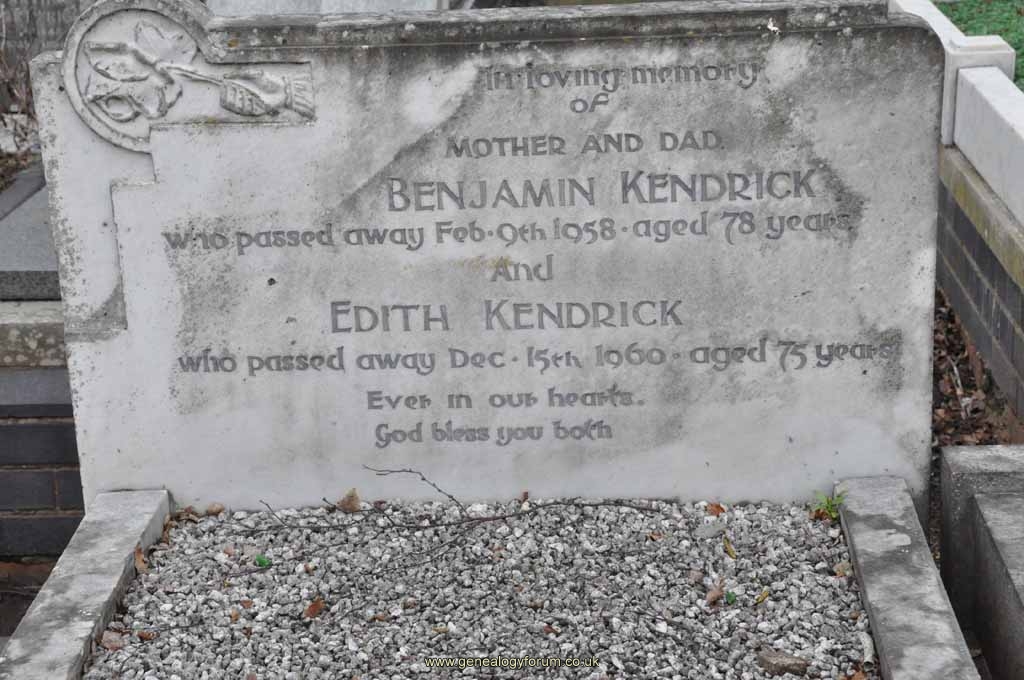 In loving memory
of
MOTHER AND DAD.
BENJAMIN KENDRICK
who passed away Feb · 9th 1958 · aged 78 years.
And
EDITH KENDRICK
who passed away Dec · 15th 1960 · aged 75 years.
Ever in our hearts.
God bless you both
www.genealogyforum.co.uk